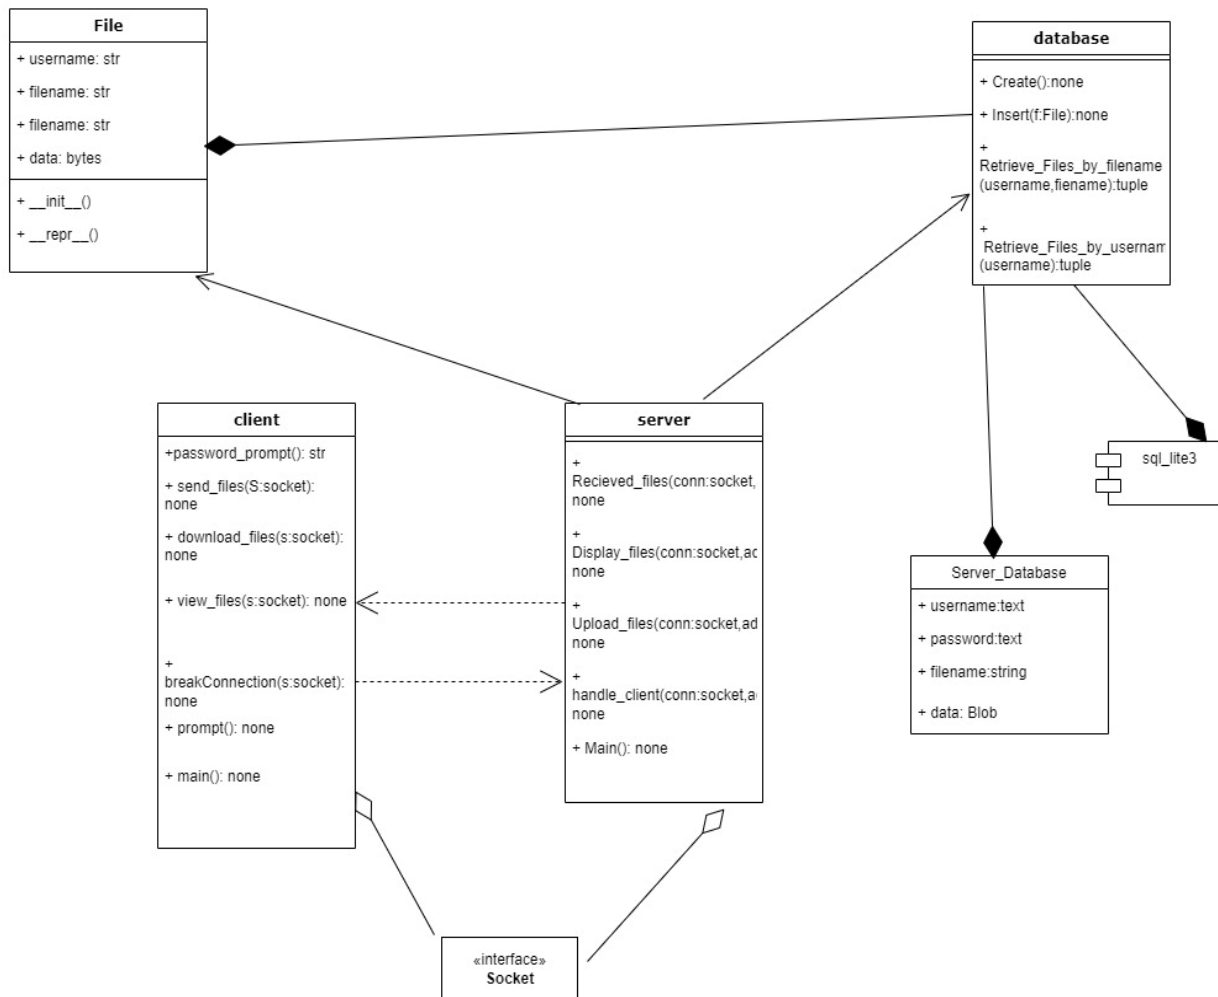 File
+ username: str
+ filename: str
+ filename: str
+ data: bytes
+ __init__()
+ __repr__()
database
+ Create():none
+ Insert(f:File):none
+
Retrieve_Files_by_filename
(username,fiename):tuple
+
Retrieve_Files_by_usernam
(username):tuple
client
+password_prompt(): str
+ send_files(S:socket):
none
+ download_files(s:socket):
none
+ view_files(s:socket): none
+
breakConnection(s:socket):
none
+ prompt(): none
+ main(): none
server
+
Recieved_files(conn:socket,
none
+
Display_files(conn:socket,ac
none
+
Upload_files(conn:socket,ad
none
+
handle_client(conn:socket,a
none
+ Main(): none
sql_lite3
Server_Database
+ username:text
+ password:text
+ filename:string
+ data: Blob
«interface»
Socket